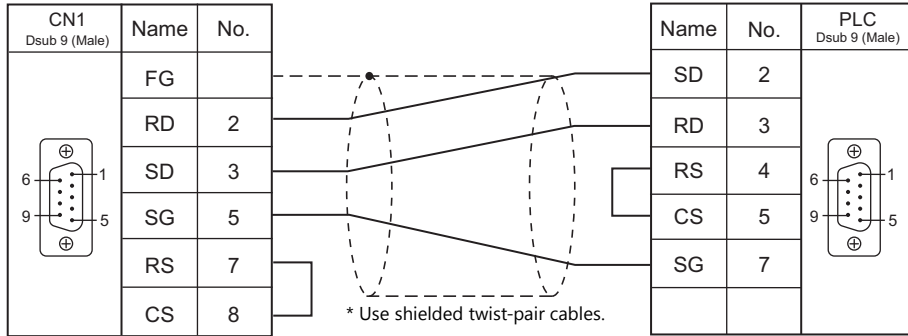 CN1 Name No.
Dsub 9 (Male)
FG
RD 2
SD 3
SG 5
RS 7
CS 8
6 1
9 5
* Use shielded twist-pair cables.
Name No. PLC
Dsub 9 (Male)
SD 2
RD 3
RS 4
CS 5
SG 7
6 1
9 5